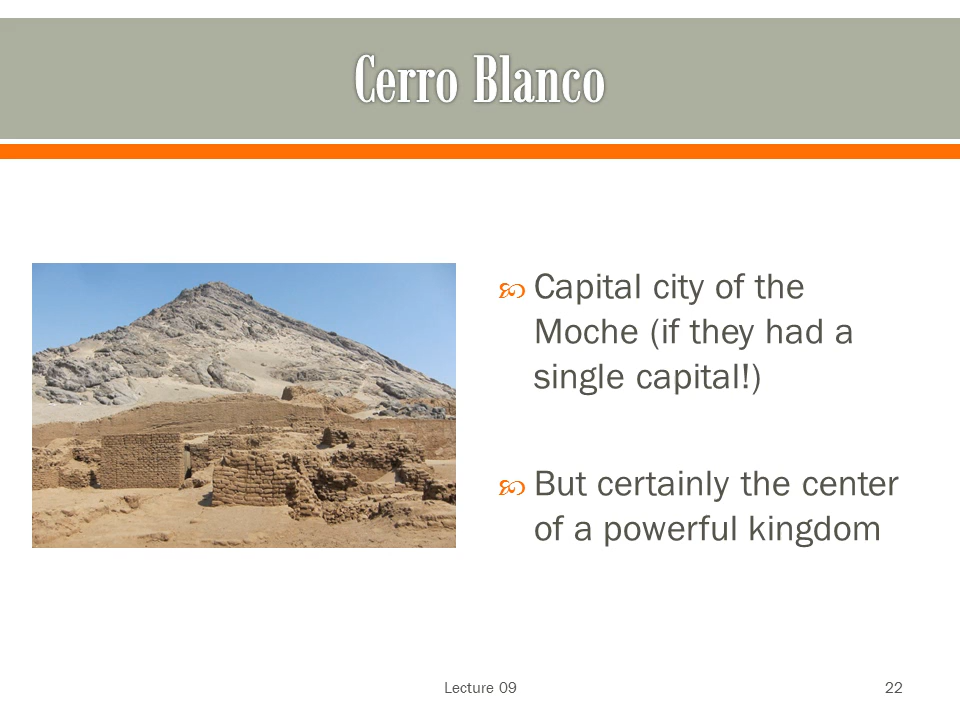 Cerro Blanco
Capital city of the
Moche (if they had a
single capital!)
But certainly the center
of a powerful kingdom
Lecture 09
22